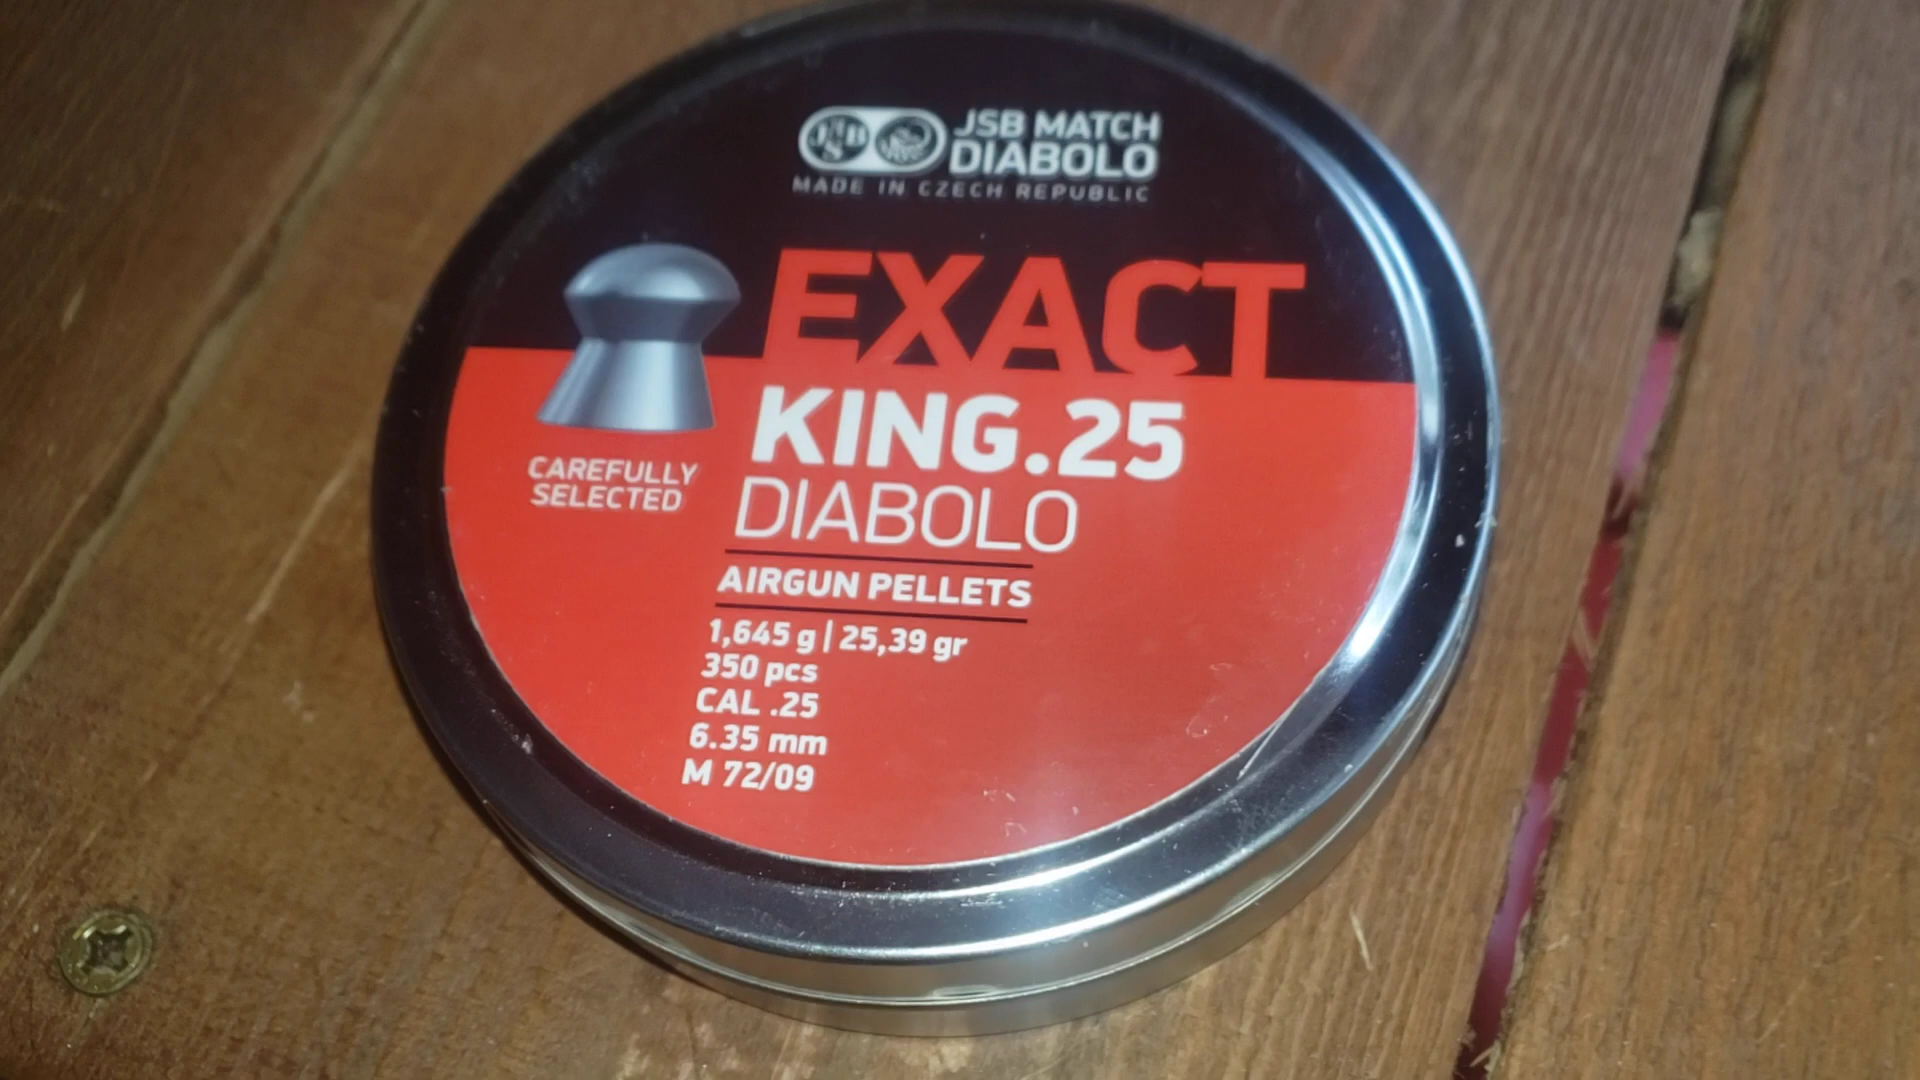 JSB
JSB MATCH
DIABOLO
MADE IN CZECH REPUBLIC
EXACT
KING.25
DIABOLO
CAREFULLY
SELECTED
AIRGUN PELLETS
1,645 g | 25,39 gr
350 pcs
CAL .25
6.35 mm
M 72/09